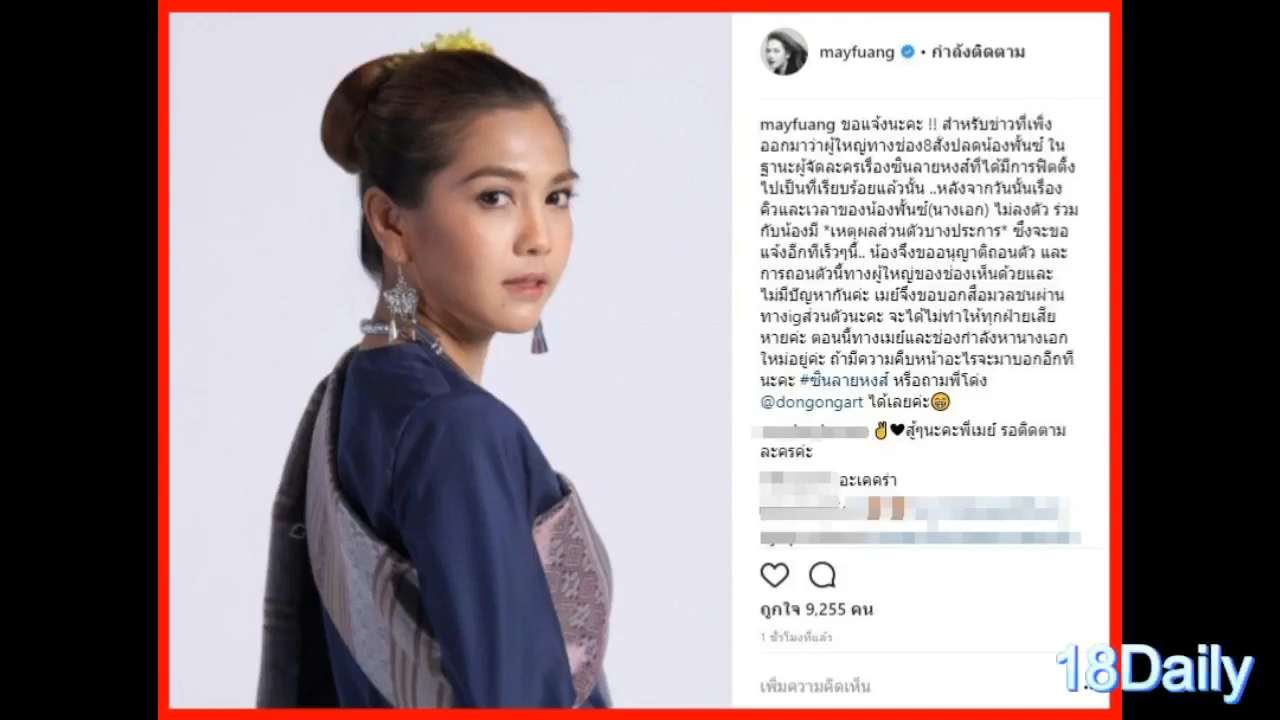 mayfuang • กำลังติดตาม
mayfuang ขอแจ้งนะคะ !! สำหรับข่าวที่เพิ่ง
ออกมาว่าผู้ใหญ่ทางช่อง8สั่งปลดน้องพั้นซ์ ใน
ฐานะผู้จัดละครเรื่องซิ่นลายหงส์ที่ได้มีการฟิตติ้ง
ไปเป็นที่เรียบร้อยแล้วนั้น ..หลังจากวันนั้นเรื่อง
คิวและเวลาของน้องพั้นซ์(นางเอก) ไม่ลงตัว ร่วม
กับน้องมี *เหตุผลส่วนตัวบางประการ* ซึ่งจะขอ
แจ้งอีกทีเร็วๆนี้.. น้องจึงขออนุญาติถอนตัว และ
การถอนตัวนี้ทางผู้ใหญ่ของช่องเห็นด้วยและ
ไม่มีปัญหากันค่ะ เมย์จึงขอบอกสื่อมวลชนผ่าน
ทางigส่วนตัวนะคะ จะได้ไม่ทำให้ทุกฝ่ายเสีย
หายค่ะ ตอนนี้ทางเมย์และช่องกำลังหานางเอก
ใหม่อยู่ค่ะ ถ้ามีความคืบหน้าอะไรจะมาบอกอีกที
นะคะ #ซิ่นลายหงส์ หรือถามพี่โด่ง
@dongongart ได้เลยค่ะ😁
✌️🖤สู้ๆนะคะพี่เมย์ รอติดตาม
ละครค่ะ
อะเคคร่า
ถูกใจ 9,255 คน
1 ชั่วโมงที่แล้ว
เพิ่มความคิดเห็น
18Daily